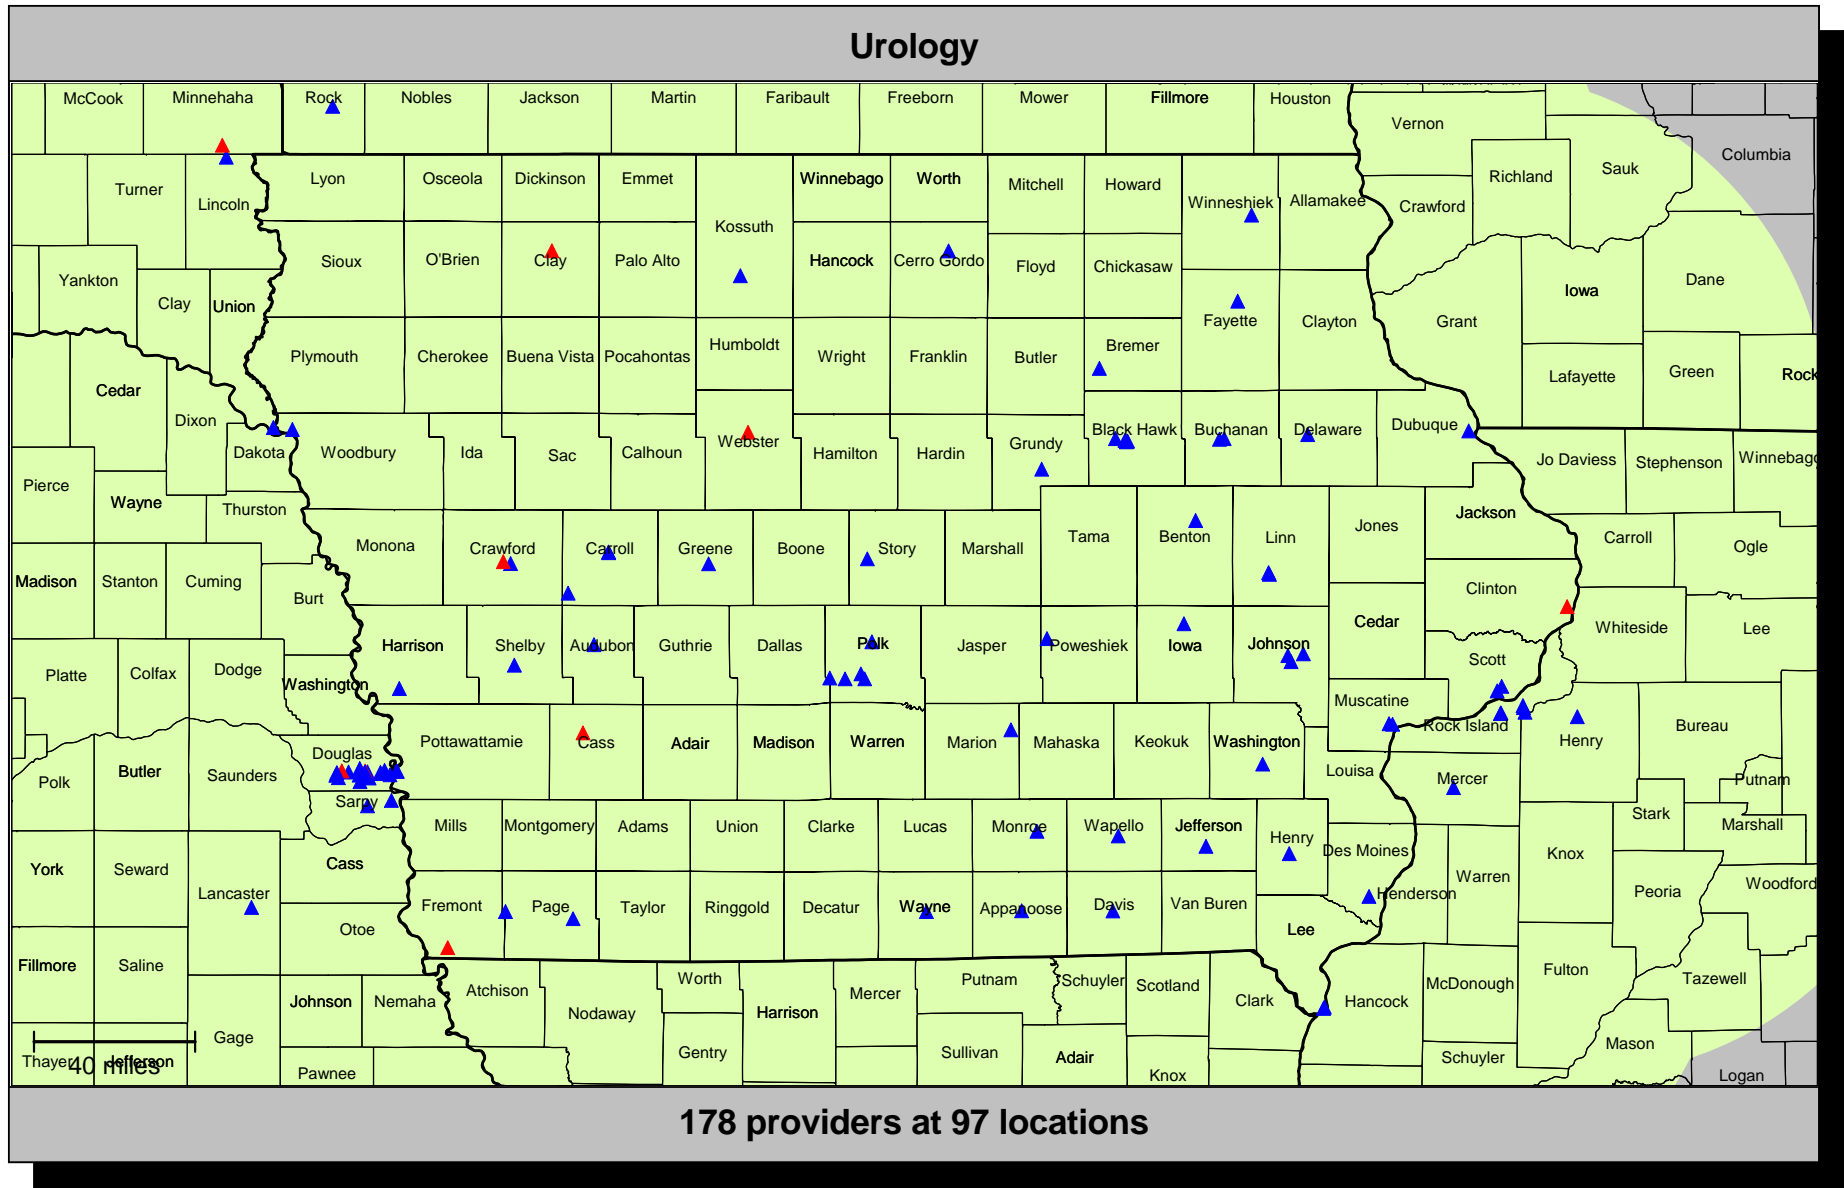 Urology
McCook Minnehaha Rock Nobles Jackson Martin Faribault Freeborn Mower Fillmore Houston
Vernon
Columbia
Turner Lincoln Lyon Osceola Dickinson Emmet Winnebago Worth Mitchell Howard Richland Sauk
Kossuth Winneshiek Allamakee Crawford
Yankton Sioux O'Brien Clay Palo Alto Hancock Cerro Gordo Floyd Chickasaw Dane
Clay Union Iowa
Fayette Clayton Grant
Plymouth Cherokee Buena Vista Pocahontas Humboldt Wright Franklin Butler Bremer
Cedar Lafayette Green Rock
Dixon
Dakota Woodbury Ida Sac Calhoun Webster Hamilton Hardin Grundy Black Hawk Buchanan Delaware Dubuque
Jo Daviess Stephenson Winnebago
Pierce Wayne Thurston
Jackson
Monona Crawford Carroll Greene Boone Story Marshall Tama Benton Linn Jones Carroll Ogle
Madison Stanton Cuming Burt Clinton
Harrison Shelby Audubon Guthrie Dallas Polk Jasper Poweshiek Iowa Johnson Cedar Whiteside Lee
Platte Colfax Dodge Washington Scott
Muscatine Rock Island Henry Bureau
Douglas Pottawattamie Cass Adair Madison Warren Marion Mahaska Keokuk Washington
Polk Butler Saunders Louisa Mercer Putnam
Sarpy
Mills Montgomery Adams Union Clarke Lucas Monroe Wapello Jefferson Henry Des Moines Stark Marshall
York Seward Cass Knox
Lancaster Warren Peoria Woodford
Fremont Page Taylor Ringgold Decatur Wayne Appanoose Davis Van Buren Henderson
Otoe Lee
Fillmore Saline
Atchison Worth Putnam Schuyler Scotland Fulton Tazewell
Johnson Nemaha Nodaway Harrison Mercer Clark Hancock McDonough
Gage
Gentry Sullivan Adair Schuyler Mason
Thayer Jefferson
40 miles
Pawnee Knox Logan
178 providers at 97 locations